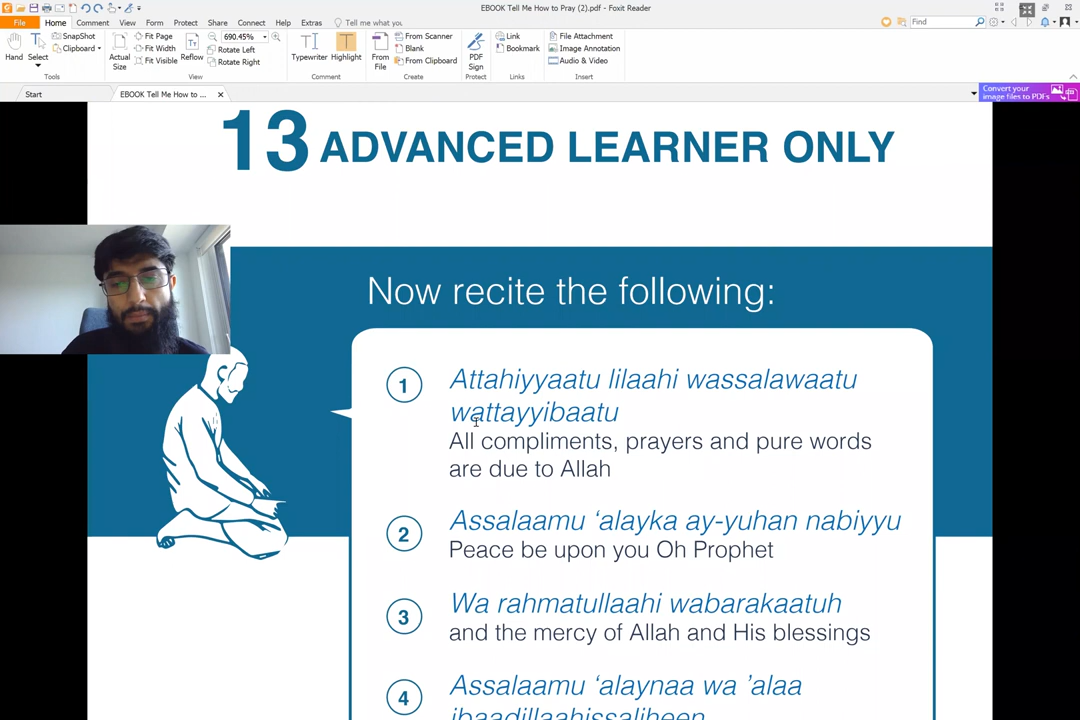 EBOOK Tell Me How to Pray (2).pdf - Foxit Reader
File Home Comment View Form Protect Share Connect Help Extras Tell me what you
Find
Hand
Select
SnapShot
Clipboard
Tools
Actual Size
Fit Page
Fit Width
Fit Visible
Reflow
690.45%
Rotate Left
Rotate Right
View
Typewriter
Highlight
Comment
From File
From Scanner
Blank
From Clipboard
Create
PDF Sign
Protect
Link
Bookmark
Links
File Attachment
Image Annotation
Audio & Video
Insert
Start
EBOOK Tell Me How to ...
Convert your
image files to PDFs
13 ADVANCED LEARNER ONLY
Now recite the following:
1 Attahiyyaatu lilaahi wassalawaatu
wattayyibaatu
All compliments, prayers and pure words
are due to Allah
2 Assalaamu ‘alayka ay-yuhan nabiyyu
Peace be upon you Oh Prophet
3 Wa rahmatullaahi wabarakaatuh
and the mercy of Allah and His blessings
4 Assalaamu ‘alaynaa wa ’alaa
ibaadillaahissaliheen